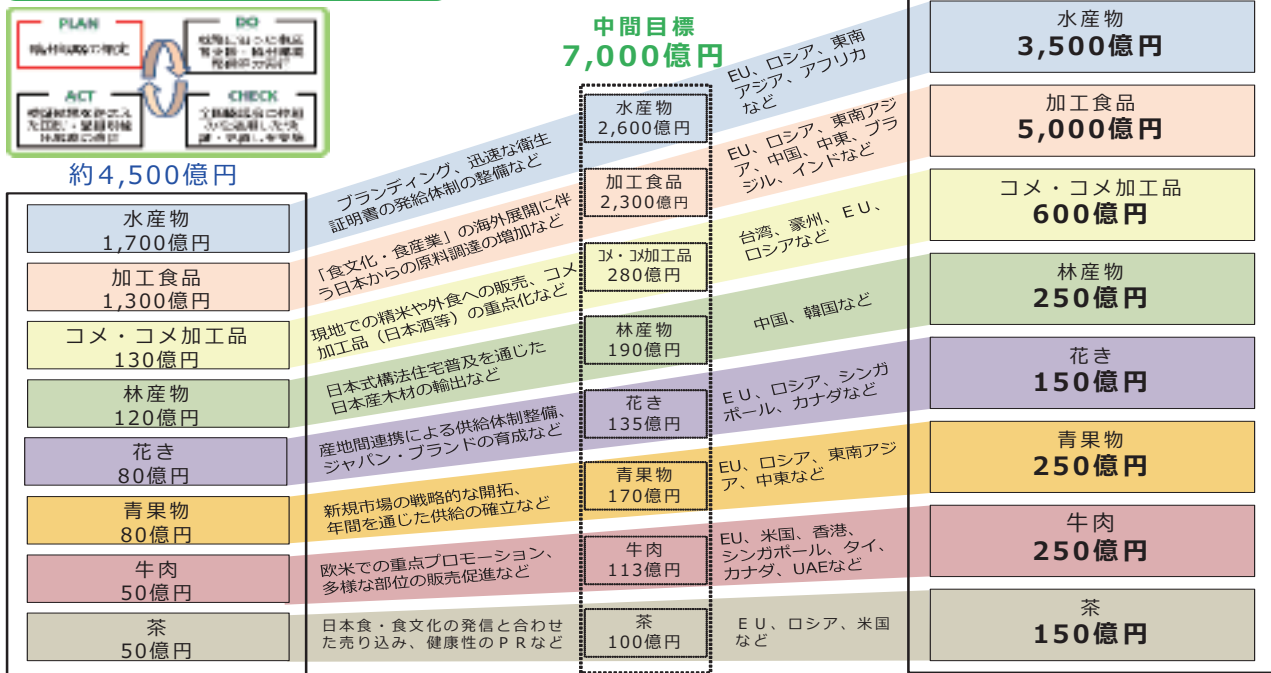 PLAN
DO
ACT
CHECK
約4,500億円
水産物
1,700億円
加工食品
1,300億円
コメ・コメ加工品
130億円
林産物
120億円
花き
80億円
青果物
80億円
牛肉
50億円
茶
50億円
ブランディング、迅速な衛生
証明書の発給体制の整備など
「食文化・食産業」の海外展開に伴
う日本からの原料調達の増加など
現地での精米や外食への販売、コメ
加工品（日本酒等）の重点化など
日本式構法住宅普及を通じた
日本産木材の輸出など
産地間連携による供給体制整備、
ジャパン・ブランドの育成など
新規市場の戦略的な開拓、
年間を通じた供給の確立など
欧米での重点プロモーション、
多様な部位の販売促進など
日本食・食文化の発信と合わせ
た売り込み、健康性のＰＲなど
中間目標
7,000億円
水産物
2,600億円
加工食品
2,300億円
ｺﾒ・ｺﾒ加工品
280億円
林産物
190億円
花き
135億円
青果物
170億円
牛肉
113億円
茶
100億円
EU、ロシア、東南
アジア、アフリカ
など
EU、ロシア、東南アジ
ア、中国、中東、ブラ
ジル、インドなど
台湾、豪州、ＥＵ、
ロシアなど
中国、韓国など
ＥＵ、ロシア、シンガ
ポール、カナダなど
EU、ロシア、東南アジ
ア、中東など
EU、米国、香港、
シンガポール、タイ、
カナダ、UAEなど
ＥＵ、ロシア、米国
など
水産物
3,500億円
加工食品
5,000億円
コメ・コメ加工品
600億円
林産物
250億円
花き
150億円
青果物
250億円
牛肉
250億円
茶
150億円